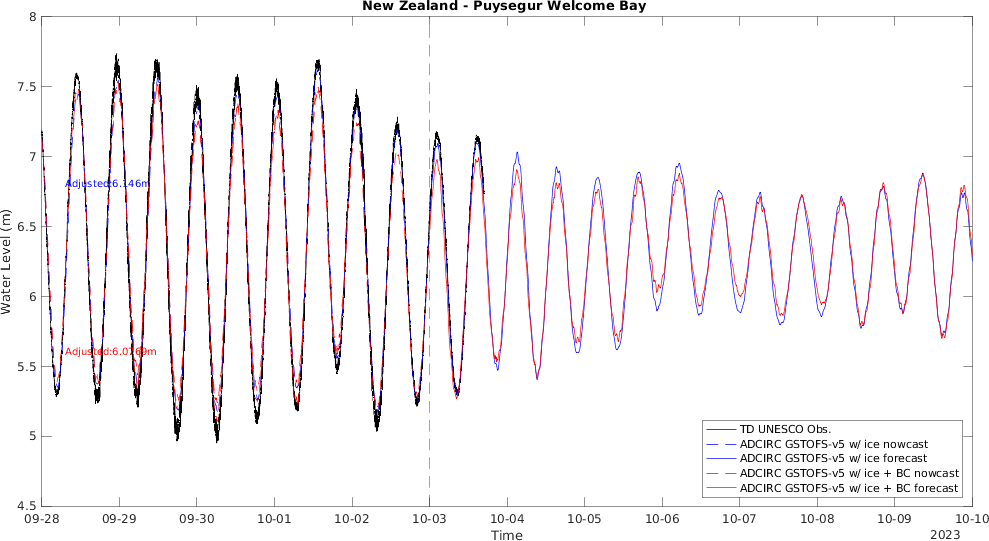 New Zealand - Puysegur Welcome Bay
8
7.5
7
6.5
6
5.5
5
4.5
Water Level (m)
Adjusted:6.146m
Adjusted:6.0769m
TD UNESCO Obs.
ADCIRC GSTOFS-v5 w/ ice nowcast
ADCIRC GSTOFS-v5 w/ ice forecast
ADCIRC GSTOFS-v5 w/ ice + BC nowcast
ADCIRC GSTOFS-v5 w/ ice + BC forecast
09-28 09-29 09-30 10-01 10-02 10-03 10-04 10-05 10-06 10-07 10-08 10-09 10-10
Time
2023